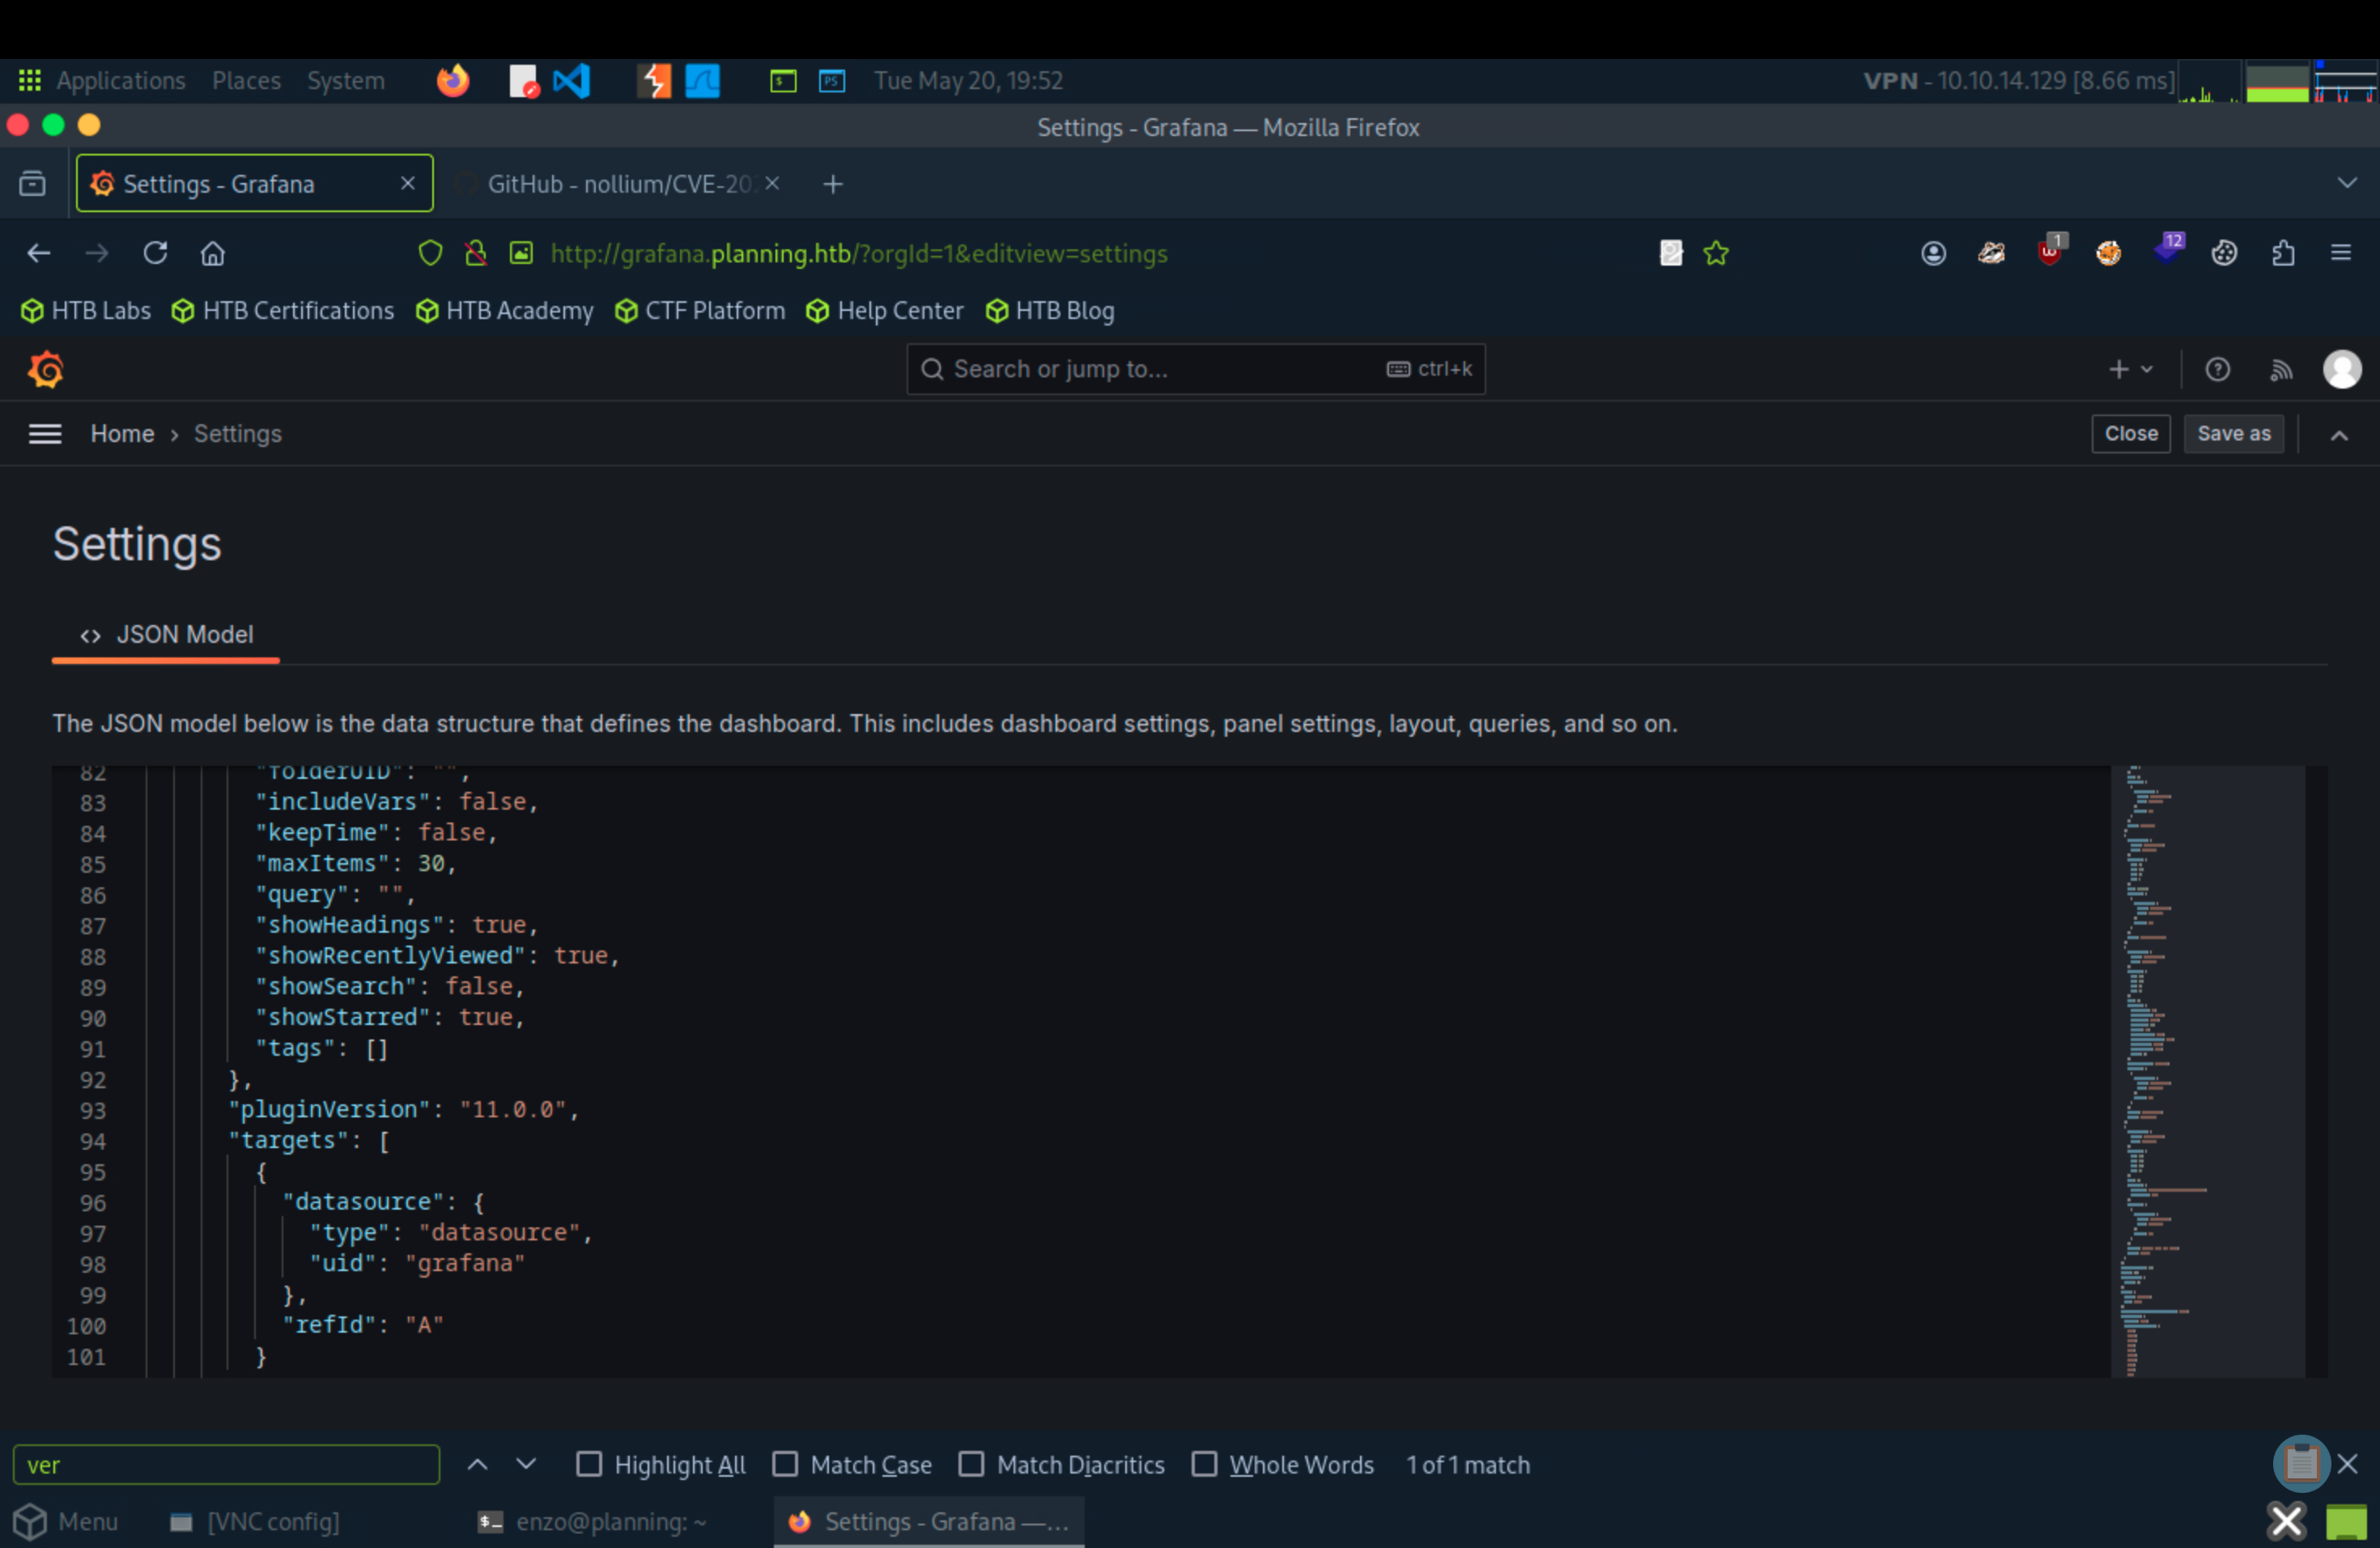 Applications Places System Tue May 20, 19:52 VPN - 10.10.14.129 [8.66 ms]
Settings - Grafana — Mozilla Firefox
Settings - Grafana GitHub - nollium/CVE-20
http://grafana.planning.htb/?orgId=1&editview=settings 1 12
HTB Labs HTB Certifications HTB Academy CTF Platform Help Center HTB Blog
Search or jump to... ctrl+k
Home › Settings Close Save as
Settings
<> JSON Model
The JSON model below is the data structure that defines the dashboard. This includes dashboard settings, panel settings, layout, queries, and so on.
82 "folderUID": "",
83 "includeVars": false,
84 "keepTime": false,
85 "maxItems": 30,
86 "query": "",
87 "showHeadings": true,
88 "showRecentlyViewed": true,
89 "showSearch": false,
90 "showStarred": true,
91 "tags": []
92 },
93 "pluginVersion": "11.0.0",
94 "targets": [
95 {
96 "datasource": {
97 "type": "datasource",
98 "uid": "grafana"
99 },
100 "refId": "A"
101 }
ver Highlight All Match Case Match Diacritics Whole Words 1 of 1 match
Menu [VNC config] enzo@planning: ~ Settings - Grafana —...